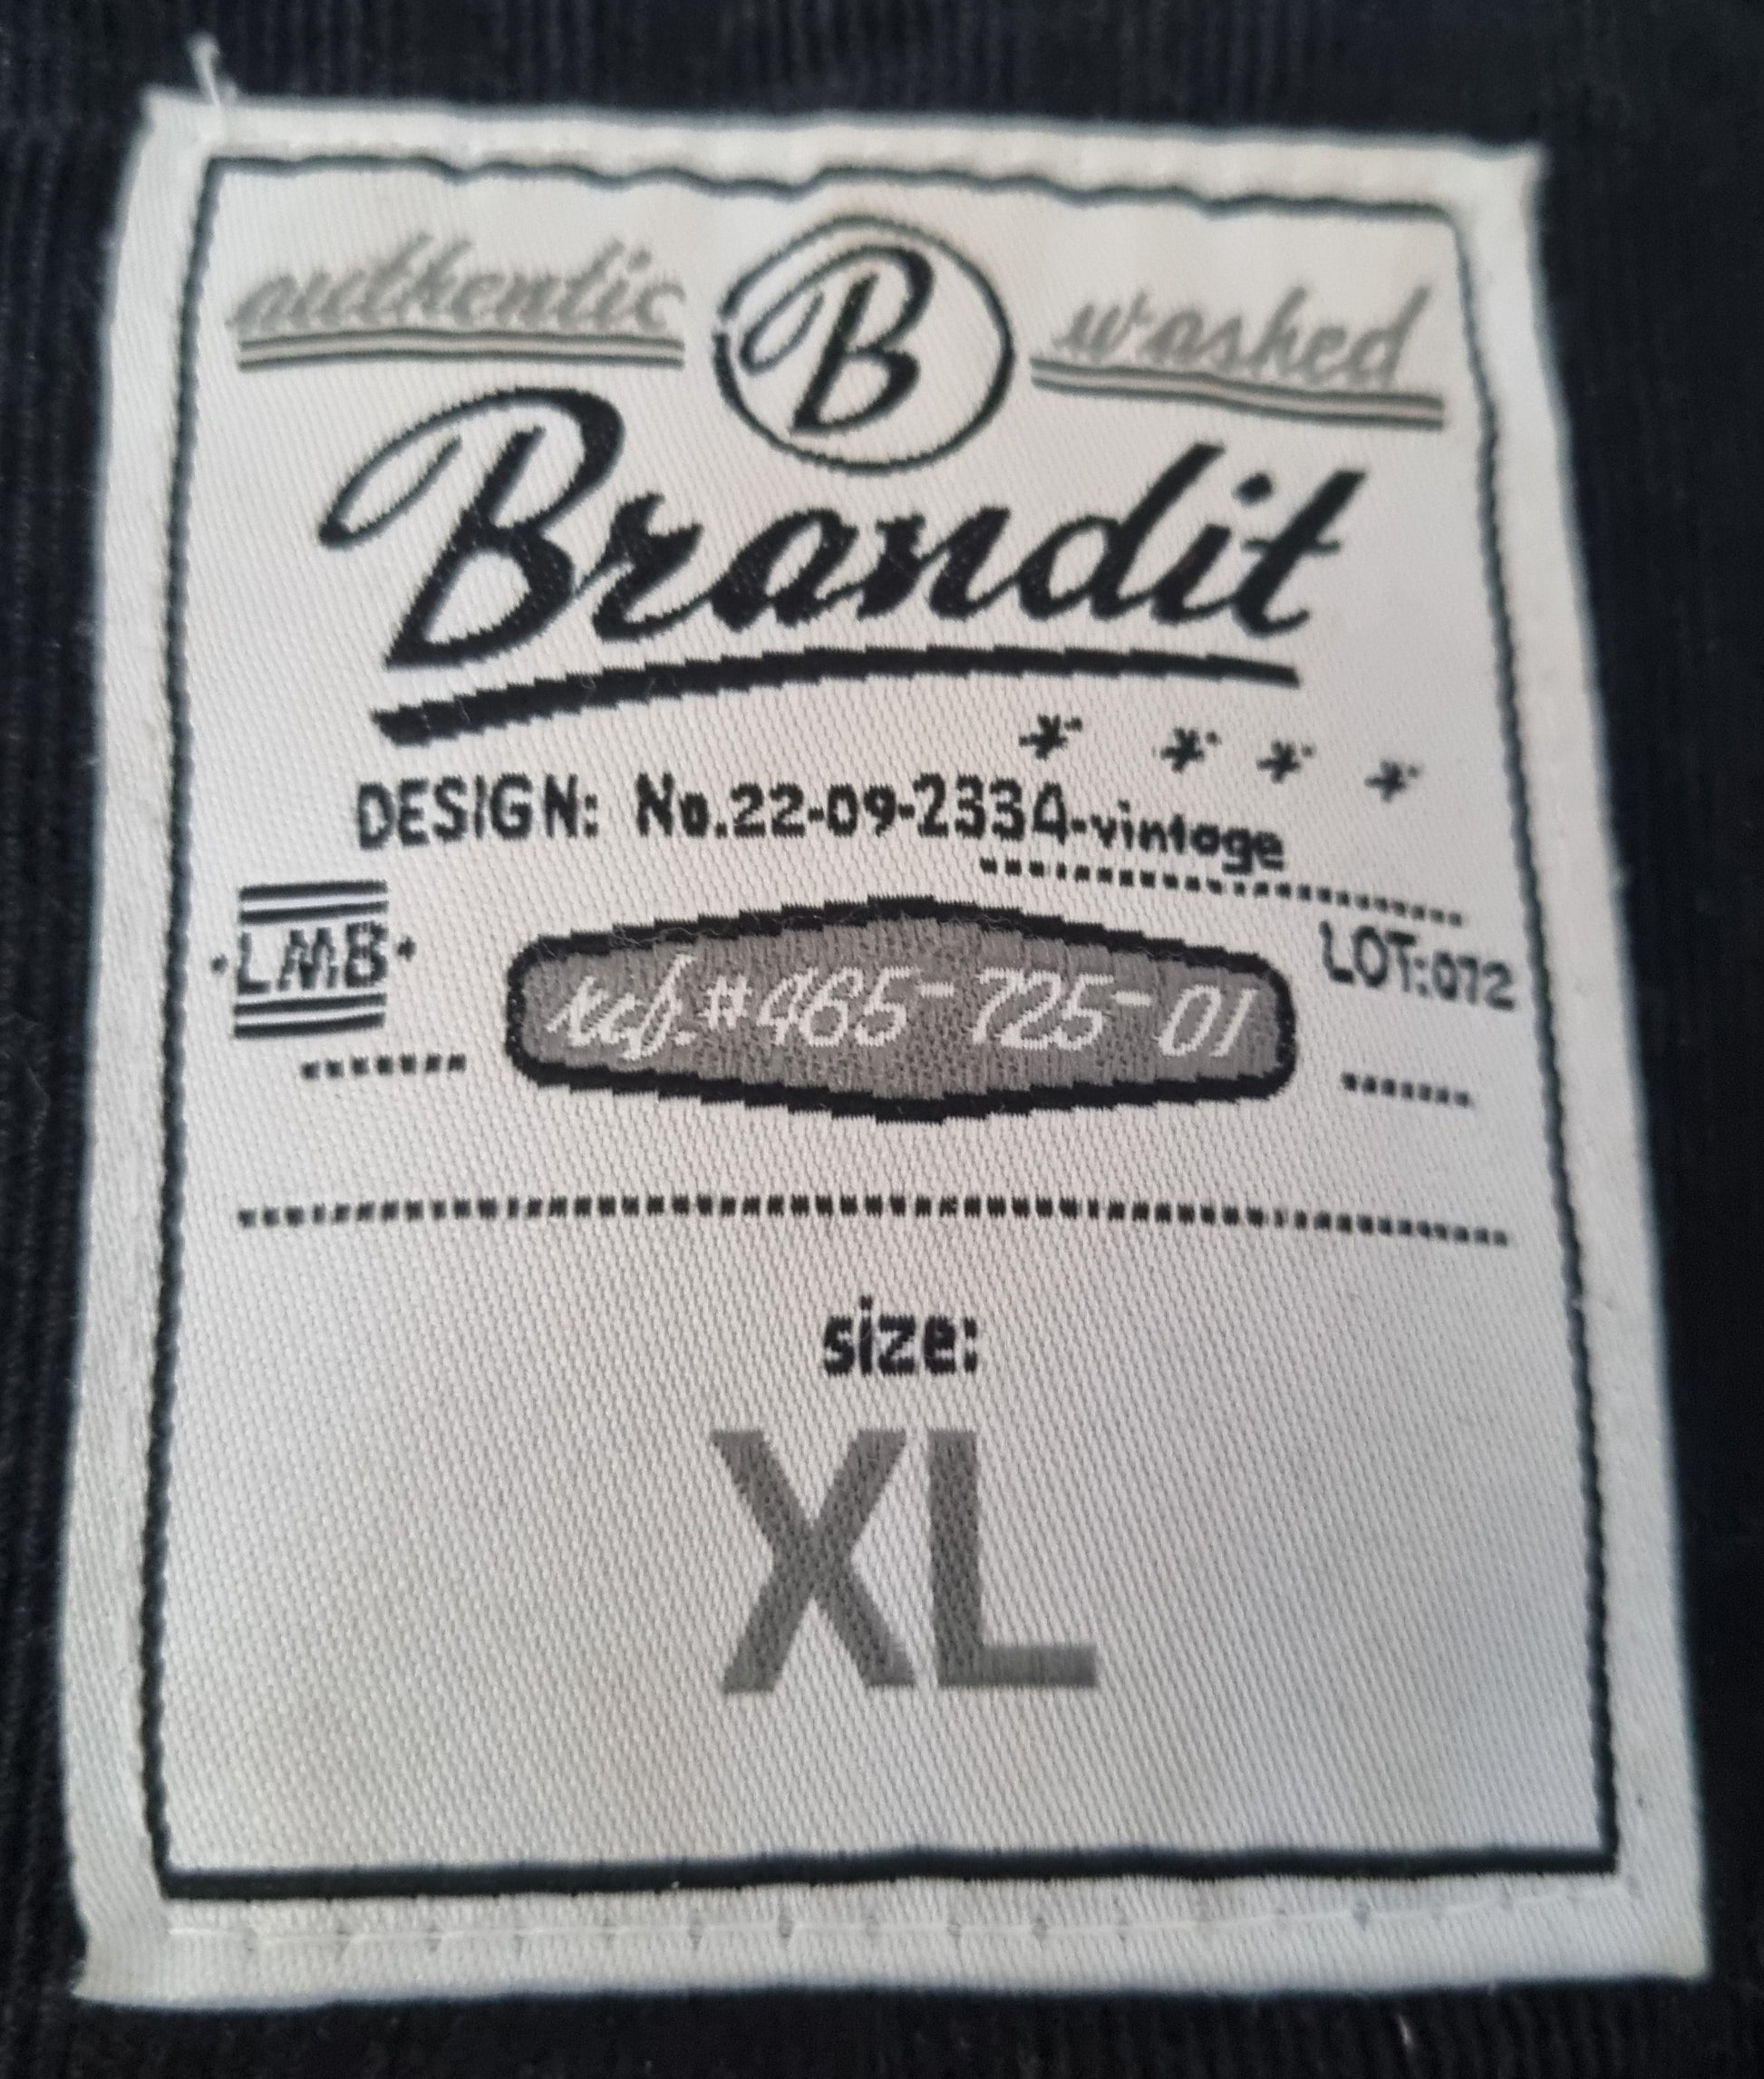 authentic B washed
Brandit
* * * *
DESIGN: No.22-09-2334-vintage
LMB
ref.#465-725-01
LOT:072
size:
XL